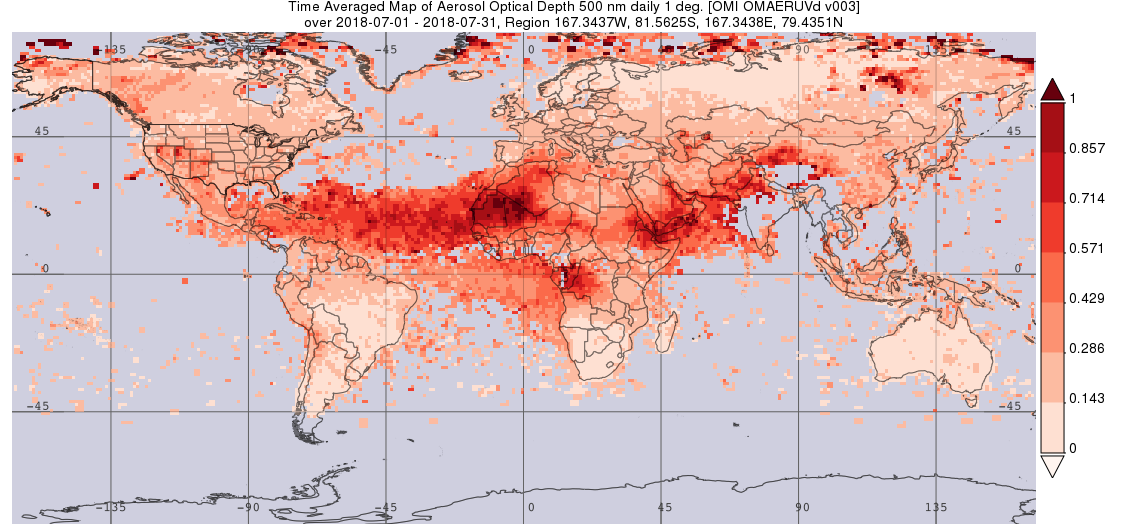 Time Averaged Map of Aerosol Optical Depth 500 nm daily 1 deg. [OMI OMAERUVd v003]
over 2018-07-01 - 2018-07-31, Region 167.3437W, 81.5625S, 167.3438E, 79.4351N
-135 -90 -45 0 45 90 135
1
45 45
0.857
0.714
0.571
0 0
0.429
0.286
0.143
-45 -45
0
-135 -90 -45 0 45 90 135